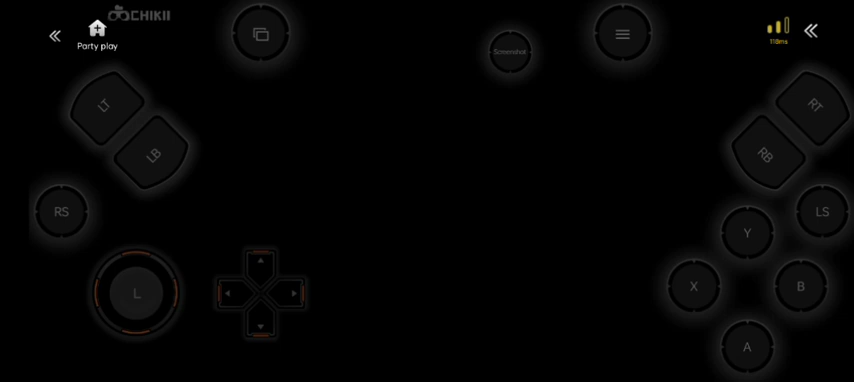 CHIKII
Party play
Screenshot
118ms
LT
LB
RT
RB
RS
LS
Y
X
B
L
A